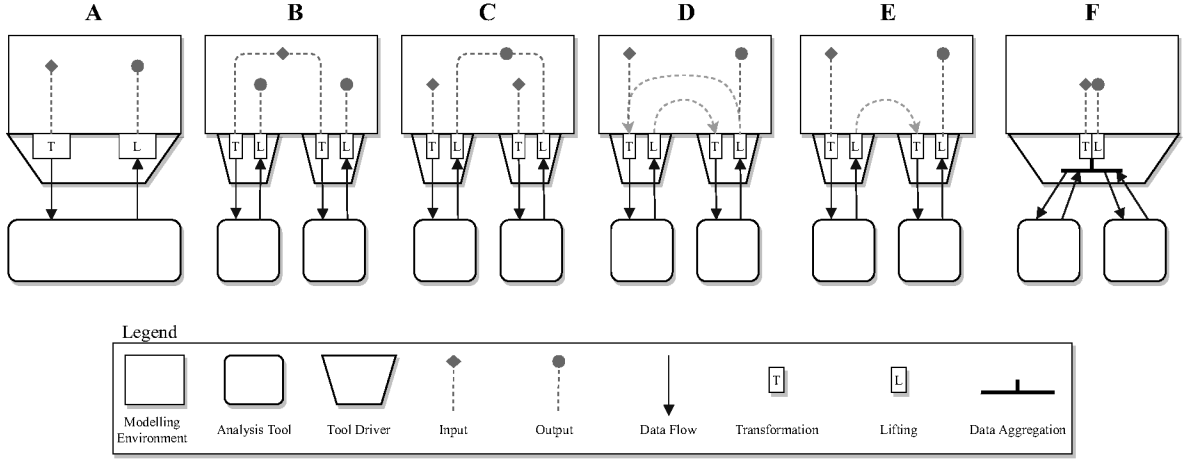 A B C D E F
T L T L T L T L T L T L T L T L T L T L
Legend
T L
Modelling Environment
Analysis Tool
Tool Driver
Input
Output
Data Flow
Transformation
Lifting
Data Aggregation